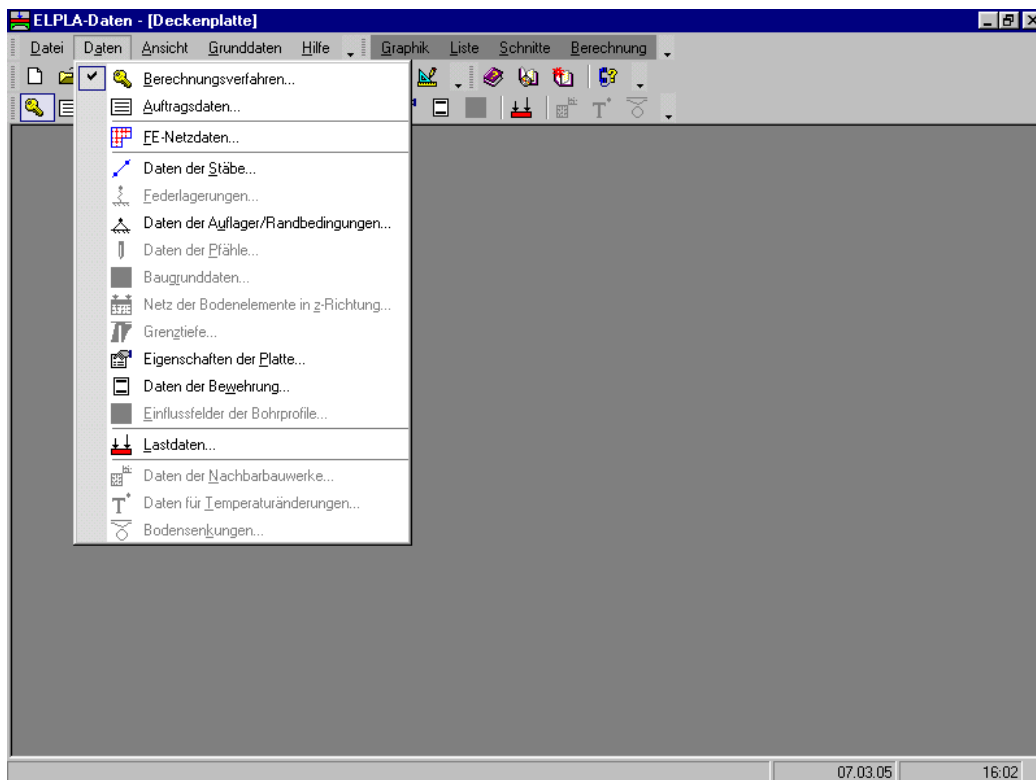 ELPLA-Daten - [Deckenplatte]
Datei Daten Ansicht Grunddaten Hilfe Graphik Liste Schnitte Berechnung
Berechnungsverfahren...
Auftragsdaten...
FE-Netzdaten...
Daten der Stäbe...
Federlagerungen...
Daten der Auflager/Randbedingungen...
Daten der Pfähle...
Baugrunddaten...
Netz der Bodenelemente in z-Richtung...
Grenztiefe...
Eigenschaften der Platte...
Daten der Bewehrung...
Einflussfelder der Bohrprofile...
Lastdaten...
Daten der Nachbarbauwerke...
Daten für Temperaturänderungen...
Bodensenkungen...
07.03.05 16:02